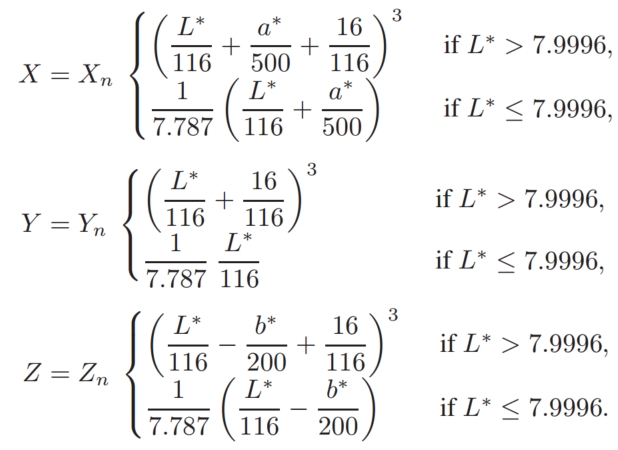 X = X_n { (L*/116 + a*/500 + 16/116)^3 if L* > 7.9996,
1/7.787 (L*/116 + a*/500) if L* ≤ 7.9996,
Y = Y_n { (L*/116 + 16/116)^3 if L* > 7.9996,
1/7.787 L*/116 if L* ≤ 7.9996,
Z = Z_n { (L*/116 − b*/200 + 16/116)^3 if L* > 7.9996,
1/7.787 (L*/116 − b*/200) if L* ≤ 7.9996.